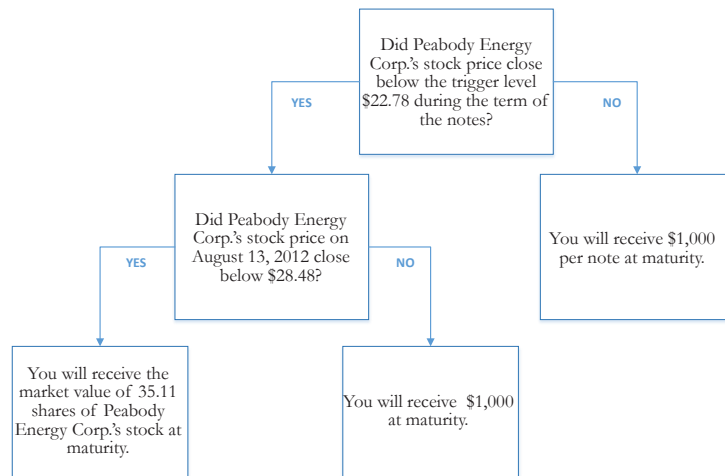 Did Peabody Energy
Corp.'s stock price close
below the trigger level
$22.78 during the term of
the notes?
YES
NO
Did Peabody Energy
Corp.'s stock price on
August 13, 2012 close
below $28.48?
You will receive $1,000
per note at maturity.
YES
NO
You will receive the
market value of 35.11
shares of Peabody
Energy Corp.'s stock at
maturity.
You will receive $1,000
at maturity.